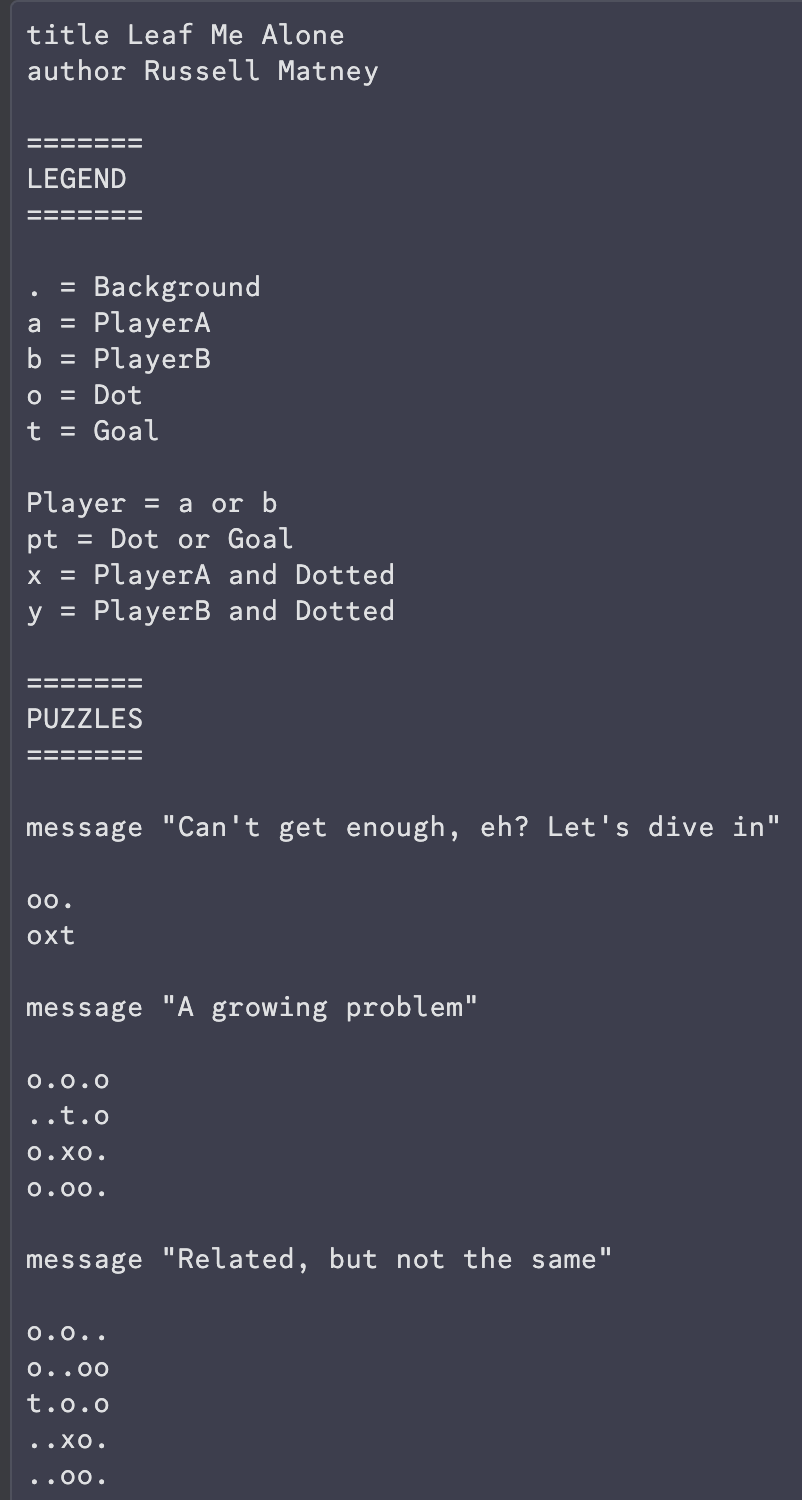 title Leaf Me Alone
author Russell Matney
=======
LEGEND
=======
. = Background
a = PlayerA
b = PlayerB
o = Dot
t = Goal
Player = a or b
pt = Dot or Goal
x = PlayerA and Dotted
y = PlayerB and Dotted
=======
PUZZLES
=======
message "Can't get enough, eh? Let's dive in"
oo.
oxt
message "A growing problem"
o.o.o
..t.o
o.xo.
o.oo.
message "Related, but not the same"
o.o..
o..oo
t.o.o
..xo.
..oo.